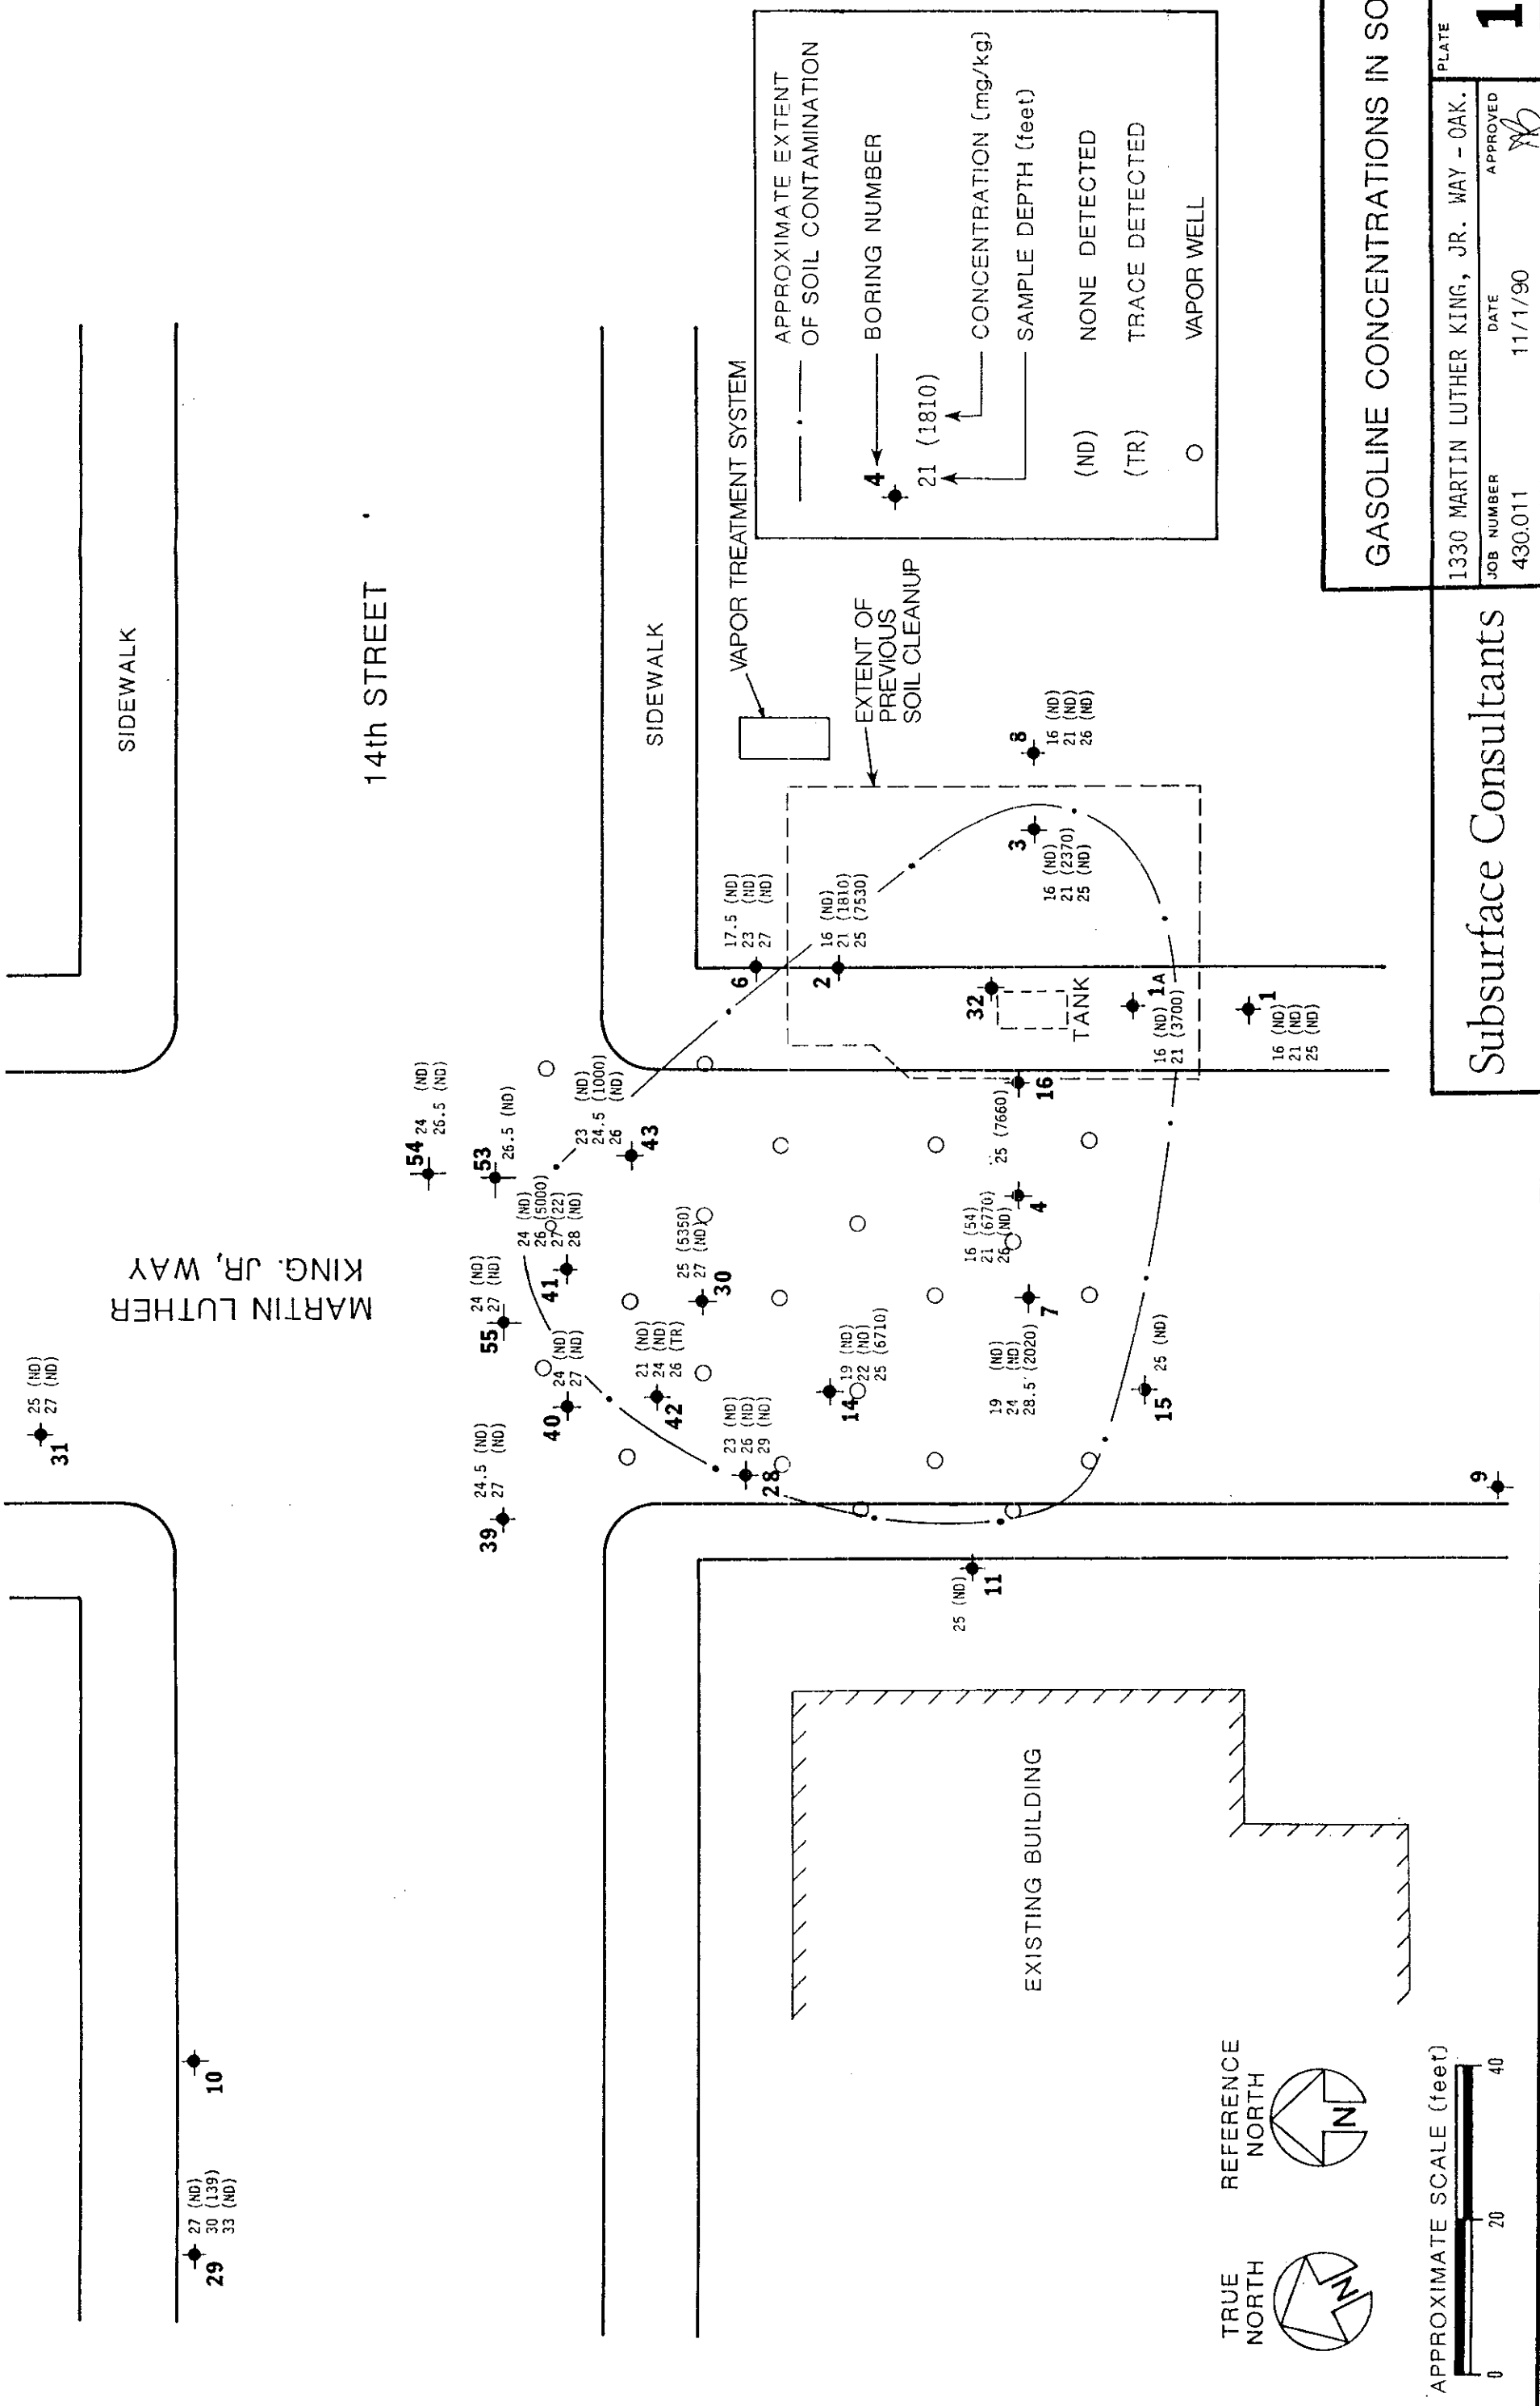 SIDEWALK
14th STREET
MARTIN LUTHER
KING. JR, WAY
SIDEWALK
VAPOR TREATMENT SYSTEM
EXTENT OF
PREVIOUS
SOIL CLEANUP
APPROXIMATE EXTENT
OF SOIL CONTAMINATION
4
BORING NUMBER
21 (1810)
CONCENTRATION (mg/kg)
SAMPLE DEPTH (feet)
(ND) NONE DETECTED
(TR) TRACE DETECTED
VAPOR WELL
31
25 (ND)
27 (ND)
10
29
27 (ND)
30 (139)
33 (ND)
54
24 (ND)
26.5 (ND)
53
26.5 (ND)
55
24 (ND)
27 (ND)
39
24.5 (ND)
27 (ND)
40
24 (ND)
27 (ND)
41
24 (ND)
26 (5000)
27 (22)
28 (ND)
43
23 (ND)
24.5 (1000)
26 (ND)
42
21 (ND)
24 (ND)
26 (TR)
30
25 (5350)
27 (ND)
28
23 (ND)
26 (ND)
29 (ND)
6
17.5 (ND)
23 (ND)
27 (ND)
2
16 (ND)
21 (1810)
25 (7530)
14
19 (ND)
22 (ND)
25 (6710)
11
25 (ND)
32
TANK
3
16 (ND)
21 (2370)
25 (ND)
8
16 (ND)
21 (ND)
26 (ND)
16
25 (7660)
4
16 (54)
21 (6770)
26 (ND)
7
19 (ND)
24 (ND)
28.5 (2020)
15
25 (ND)
1A
16 (ND)
21 (3700)
1
16 (ND)
21 (ND)
25 (ND)
9
EXISTING BUILDING
TRUE
NORTH
N
REFERENCE
NORTH
N
APPROXIMATE SCALE (feet)
0 20 40
GASOLINE CONCENTRATIONS IN SO
Subsurface Consultants
1330 MARTIN LUTHER KING, JR. WAY - OAK.
JOB NUMBER
430.011
DATE
11/1/90
APPROVED
PLATE
1